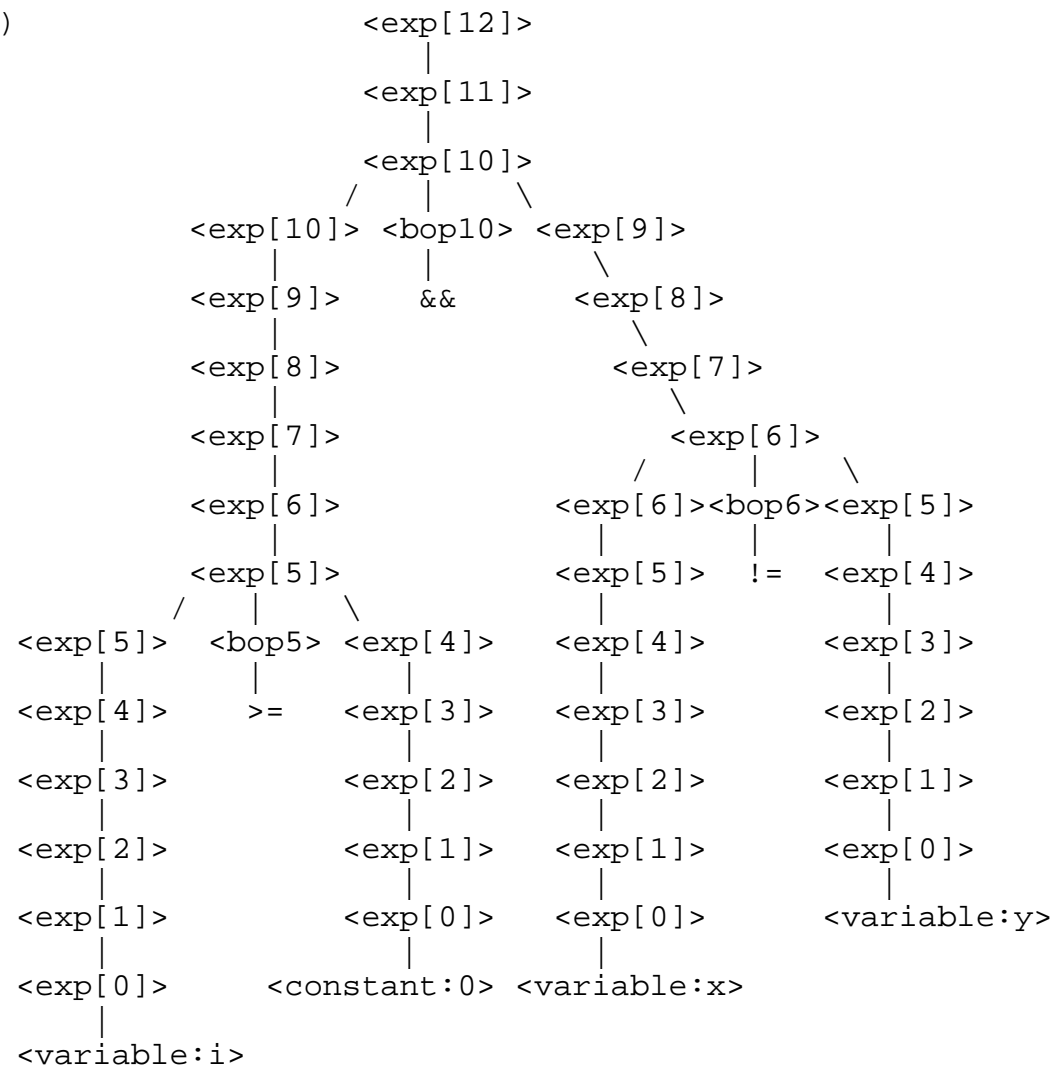 ) <exp[12]>
|
<exp[11]>
|
<exp[10]>
/ | \
<exp[10]> <bop10> <exp[9]>
| | \
<exp[9]> && <exp[8]>
| \
<exp[8]> <exp[7]>
| \
<exp[7]> <exp[6]>
| / | \
<exp[6]> <exp[6]><bop6><exp[5]>
| | | |
<exp[5]> <exp[5]> != <exp[4]>
/ | \ | |
<exp[5]> <bop5> <exp[4]> <exp[4]> <exp[3]>
| | | | |
<exp[4]> >= <exp[3]> <exp[3]> <exp[2]>
| | | |
<exp[3]> <exp[2]> <exp[2]> <exp[1]>
| | | |
<exp[2]> <exp[1]> <exp[1]> <exp[0]>
| | | |
<exp[1]> <exp[0]> <exp[0]> <variable:y>
| | |
<exp[0]> <constant:0> <variable:x>
|
<variable:i>